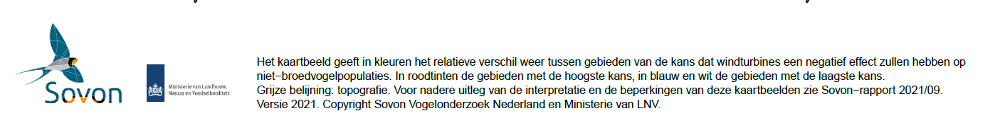 Sovon
Ministerie van Landbouw,
Natuur en Voedselkwaliteit
Het kaartbeeld geeft in kleuren het relatieve verschil weer tussen gebieden van de kans dat windturbines een negatief effect zullen hebben op
niet−broedvogelpopulaties. In roodtinten de gebieden met de hoogste kans, in blauw en wit de gebieden met de laagste kans.
Grijze belijning: topografie. Voor nadere uitleg van de interpretatie en de beperkingen van deze kaartbeelden zie Sovon−rapport 2021/09.
Versie 2021. Copyright Sovon Vogelonderzoek Nederland en Ministerie van LNV.